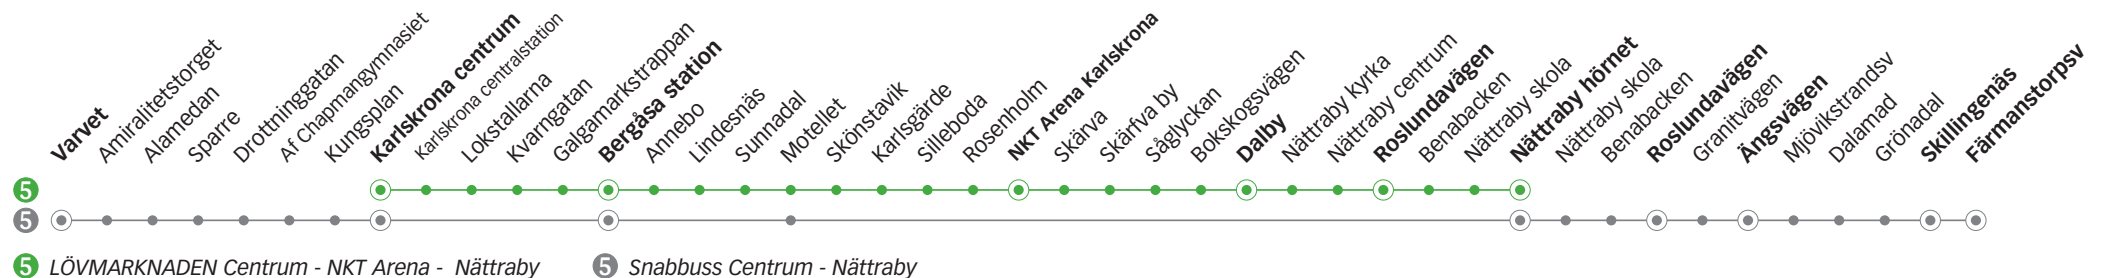 Varvet
Amiralitetstorget
Alamedan
Sparre
Drottninggatan
Af Chapmangymnasiet
Kungsplan
Karlskrona centrum
Karlskrona centralstation
Lokstallarna
Kvarngatan
Galgamarkstrappan
Bergåsa station
Annebo
Lindesnäs
Sunnadal
Motellet
Skönstavik
Karlsgärde
Silleboda
Rosenholm
NKT Arena Karlskrona
Skärva
Skärfva by
Såglyckan
Bokskogsvägen
Dalby
Nättraby kyrka
Nättraby centrum
Roslundavägen
Benabacken
Nättraby skola
Nättraby hörnet
Nättraby skola
Benabacken
Roslundavägen
Granitvägen
Ängsvägen
Mjövikstrandsv
Dalamad
Grönadal
Skillingenäs
Färmanstorpsv
5
5
5 LÖVMARKNADEN Centrum - NKT Arena - Nättraby
5 Snabbuss Centrum - Nättraby